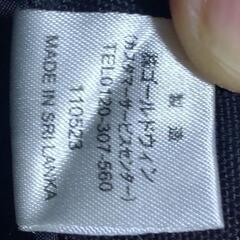 製造
㈱ゴールドウィン
(カスタマーサービスセンター)
TEL0120-307-560
110523
MADE IN SRI LANKA